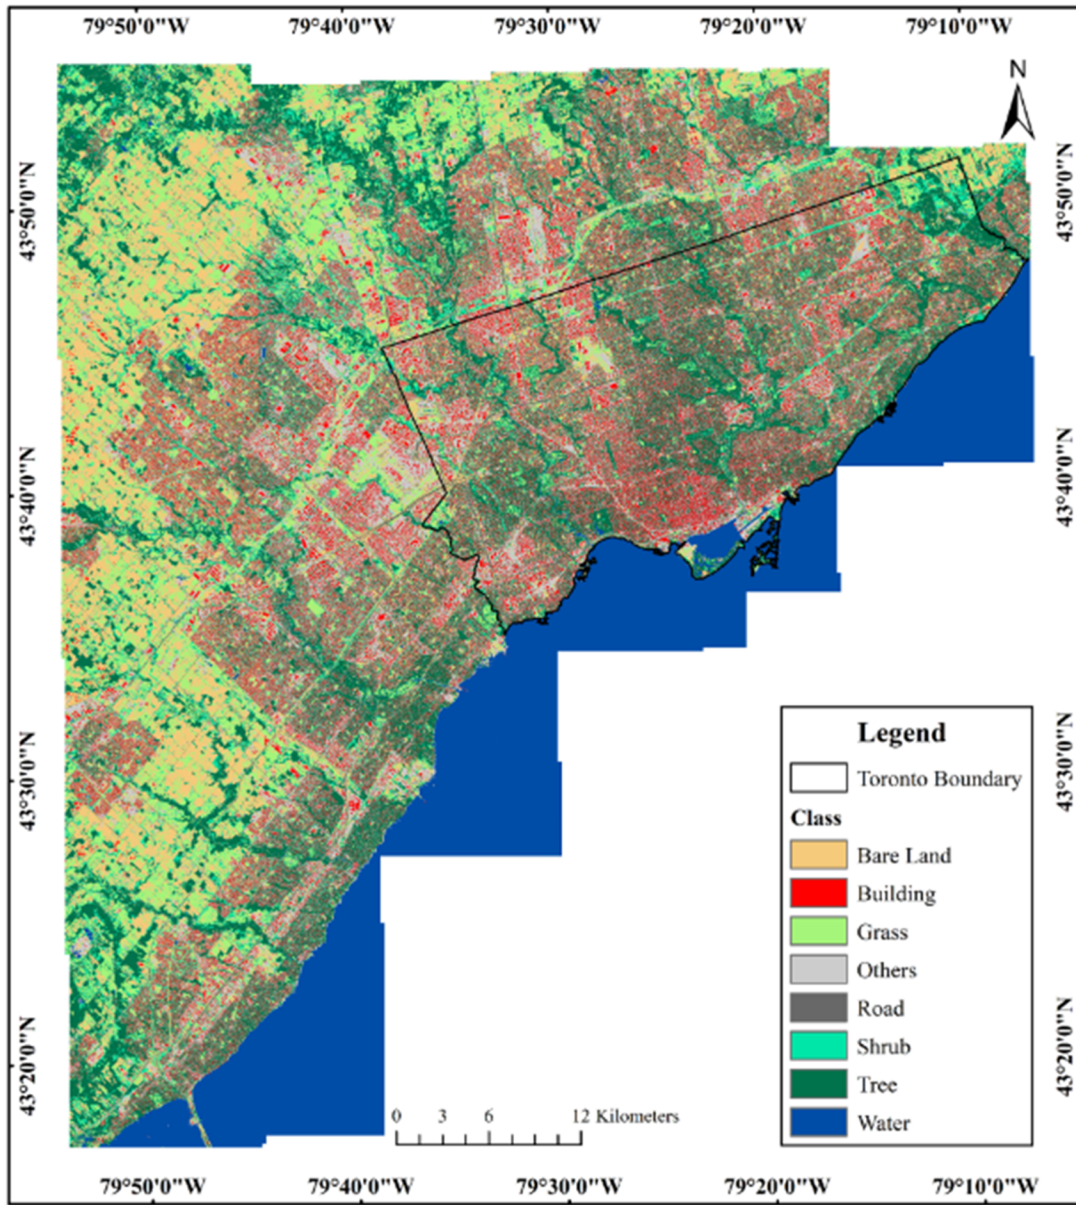 79°50'0"W 79°40'0"W 79°30'0"W 79°20'0"W 79°10'0"W
N
43°50'0"N
43°50'0"N
43°40'0"N
43°40'0"N
43°30'0"N
43°30'0"N
43°20'0"N
43°20'0"N
Legend
Toronto Boundary
Class
Bare Land
Building
Grass
Others
Road
Shrub
Tree
Water
0 3 6 12 Kilometers
79°50'0"W 79°40'0"W 79°30'0"W 79°20'0"W 79°10'0"W